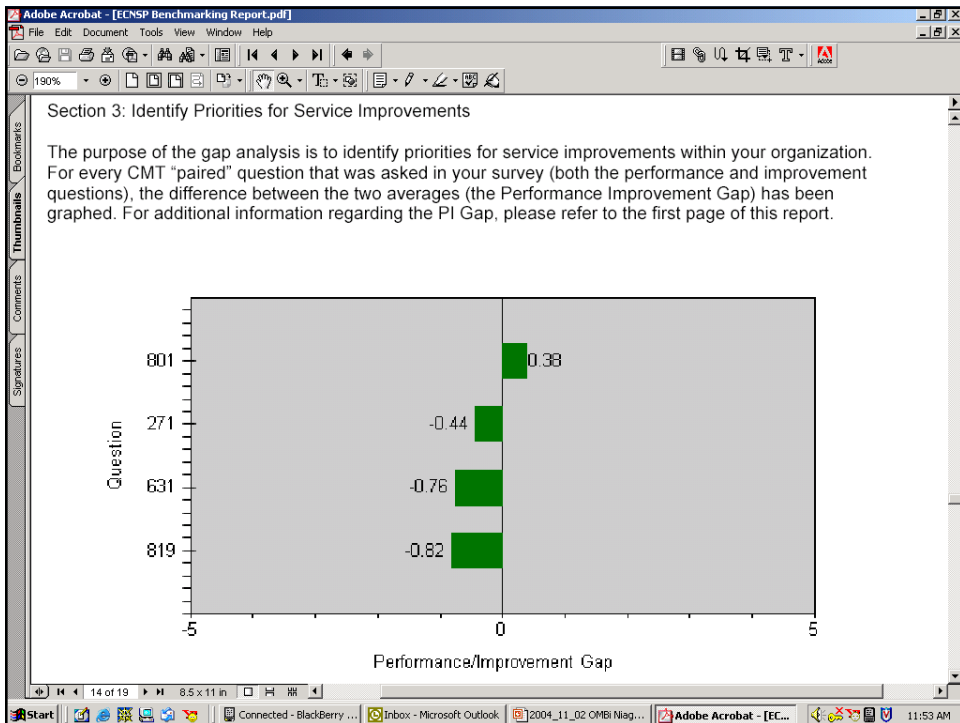 Adobe Acrobat - [ECNSP Benchmarking Report.pdf]
File Edit Document Tools View Window Help
190%
Bookmarks
Thumbnails
Comments
Signatures
Section 3: Identify Priorities for Service Improvements
The purpose of the gap analysis is to identify priorities for service improvements within your organization.
For every CMT “paired” question that was asked in your survey (both the performance and improvement
questions), the difference between the two averages (the Performance Improvement Gap) has been
graphed. For additional information regarding the PI Gap, please refer to the first page of this report.
Question
801
0.38
271
-0.44
631
-0.76
819
-0.82
-5 0 5
Performance/Improvement Gap
14 of 19 8.5 x 11 in
Start Connected - BlackBerry ... Inbox - Microsoft Outlook 2004_11_02 OMBi Niag... Adobe Acrobat - [EC... 11:53 AM